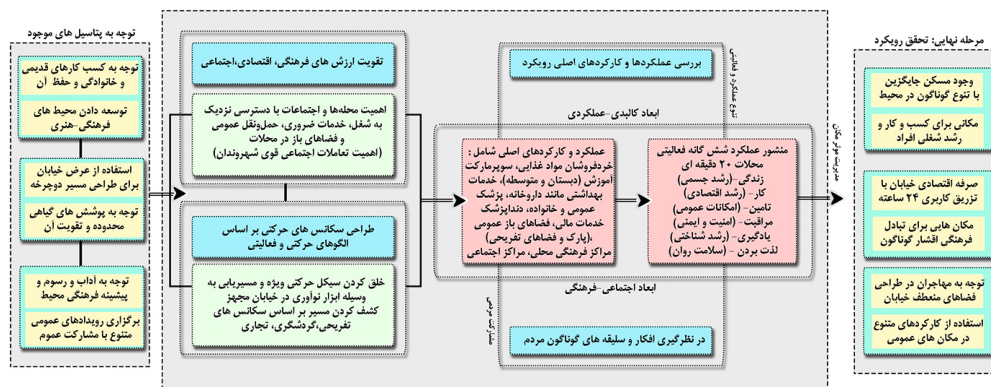 توجه به پتاسیل های موجود
توجه به کسب کارهای قدیمی
و خانوادگی و حفظ آن
توسعه دادن محیط های
فرهنگی-هنری
استفاده از عرض خیابان
برای طراحی مسیر دوچرخه
توجه به پوشش های گیاهی
محدوده و تقویت آن
توجه به آداب و رسوم و
پیشینه فرهنگی محیط
برگزاری رویدادهای عمومی
متنوع با مشارکت عموم
تقویت ارزش های فرهنگی، اقتصادی،اجتماعی
اهمیت محله‌ها و اجتماعات با دسترسی نزدیک
به شغل، خدمات ضروری، حمل‌ونقل عمومی
و فضاهای باز در محلات
(اهمیت تعاملات اجتماعی قوی شهروندان)
طراحی سکانس های حرکتی بر اساس
الگوهای حرکتی و فعالیتی
خلق کردن سیکل حرکتی ویژه و مسیریابی به
وسیله ابزار نوآوری در خیابان مجهز
کشف کردن مسیر بر اساس سکانس های
تفریحی،گردشگری، تجاری
بررسی عملکردها و کارکردهای اصلی رویکرد
تنوع عملکرد و فعالیتی
ابعاد کالبدی-عملکردی
عملکرد و کارکردهای اصلی شامل :
خرده‌فروشان مواد غذایی، سوپرمارکت
آموزش (دبستان و متوسطه)، خدمات
بهداشتی مانند داروخانه، پزشک
عمومی و خانواده، دندانپزشک
خدمات مالی، فضاهای باز عمومی
(پارک و فضاهای تفریحی)،
مراکز فرهنگی محلی، مراکز اجتماعی
منشور عملکرد شش گانه فعالیتی
محلات ۲۰ دقیقه ای
زندگی-(رشد جسمی)
کار- (رشد اقتصادی)
تامین- (امکانات عمومی)
مراقبت- (امنیت و ایمنی)
یادگیری- (رشد شناختی)
لذت بردن - (سلامت روان)
ابعاد اجتماعی-فرهنگی
مشارکت مردمی
در نظرگیری افکار و سلیقه های گوناگون مردم
مدیریت موثر مکان
مرحله نهایی: تحقق رویکرد
وجود مسکن جایگزین
با تنوع گوناگون در محیط
مکانی برای کسب و کار و
رشد شغلی افراد
صرفه اقتصادی خیابان با
تزریق کاربری ۲۴ ساعته
مکان هایی برای تبادل
فرهنگی اقشار گوناگون
توجه به مهاجران در طراحی
فضاهای منعطف خیابان
استفاده از کارکردهای متنوع
در مکان های عمومی